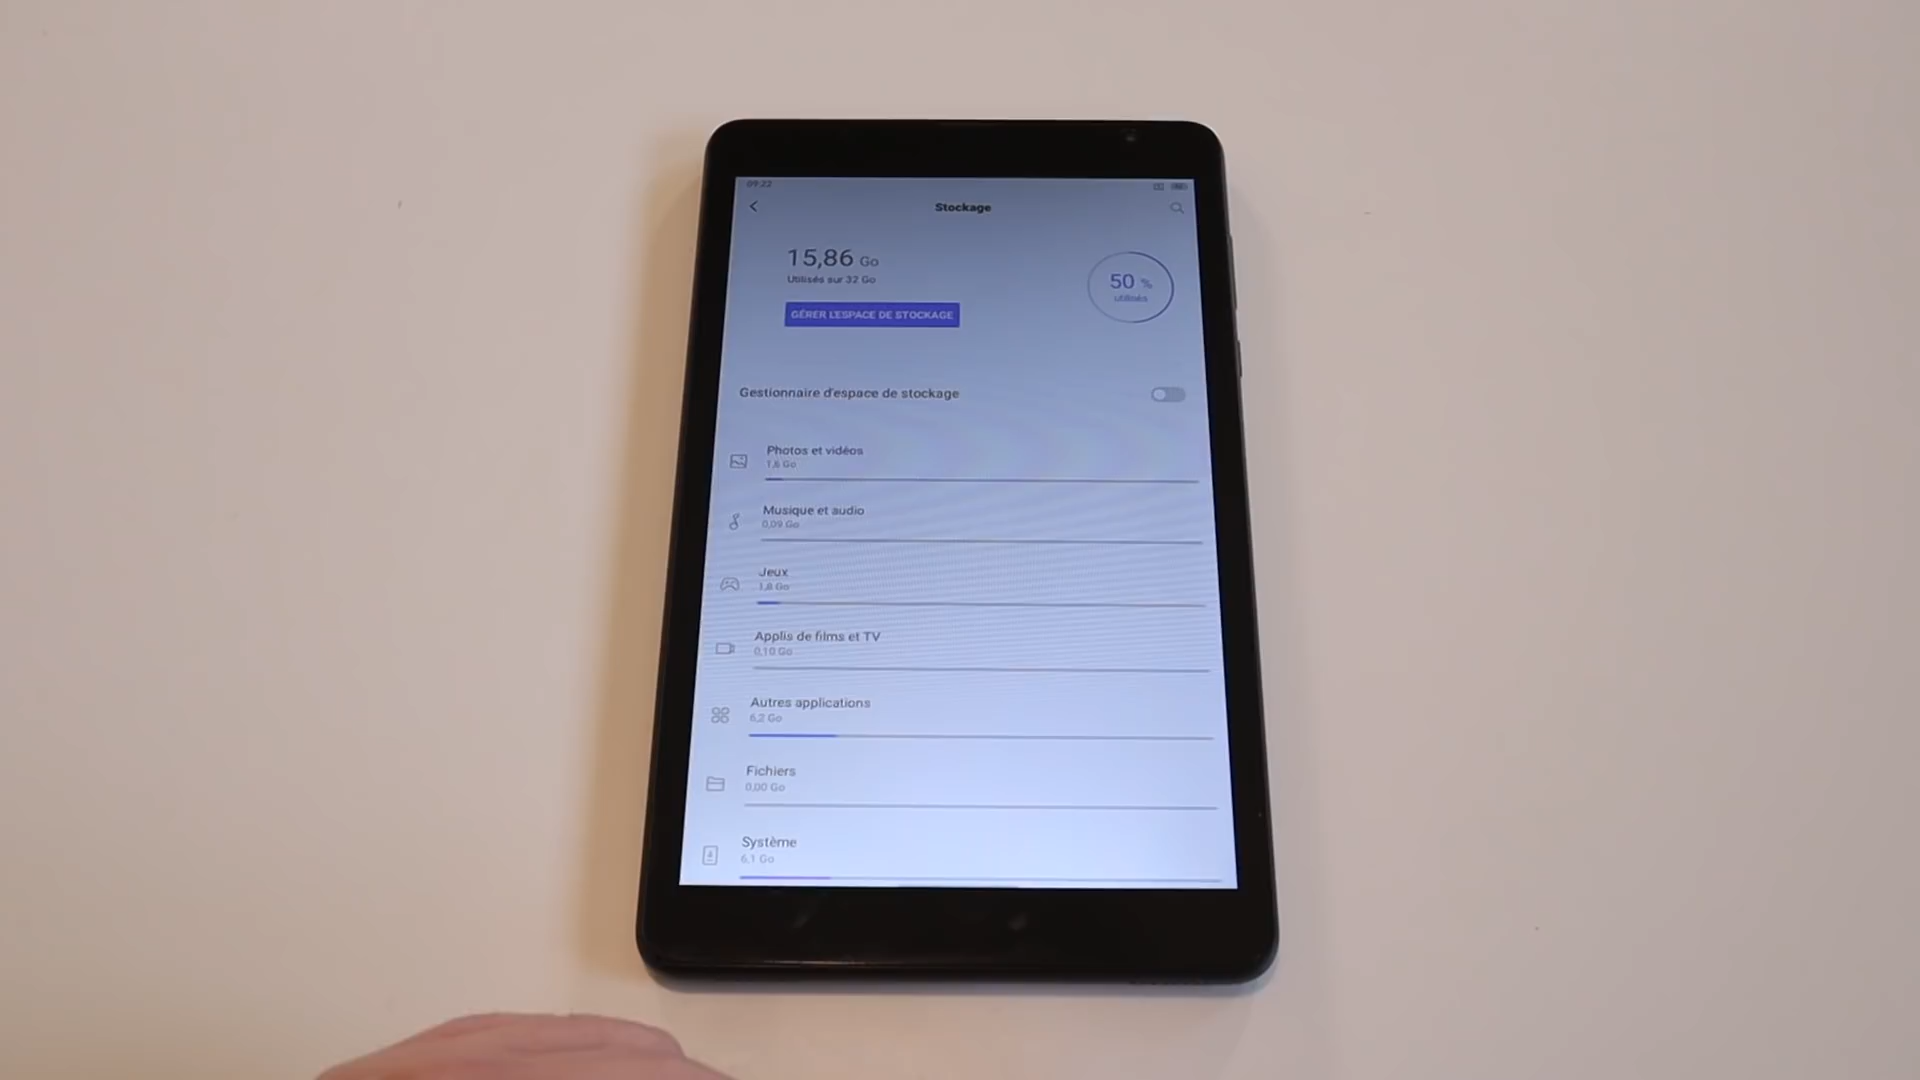 09:22
Stockage
15,86 Go
Utilisés sur 32 Go
50 %
utilisés
GÉRER L'ESPACE DE STOCKAGE
Gestionnaire d'espace de stockage
Photos et vidéos
1,6 Go
Musique et audio
0,09 Go
Jeux
1,8 Go
Applis de films et TV
0,10 Go
Autres applications
6,2 Go
Fichiers
0,00 Go
Système
6,1 Go